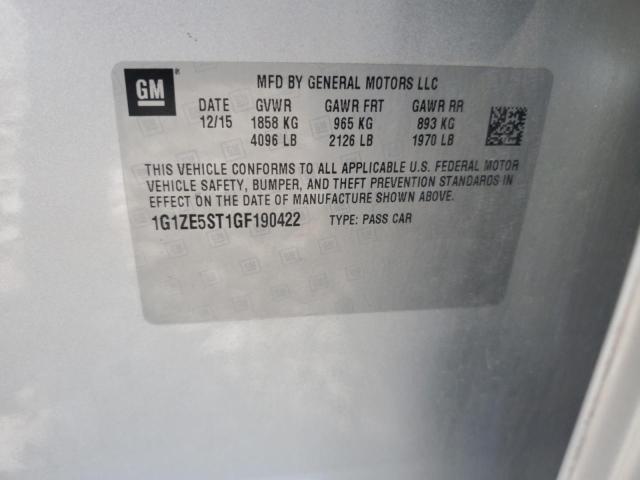 GM
MFD BY GENERAL MOTORS LLC
DATE GVWR GAWR FRT GAWR RR
12/15 1858 KG 965 KG 893 KG
4096 LB 2126 LB 1970 LB
THIS VEHICLE CONFORMS TO ALL APPLICABLE U.S. FEDERAL MOTOR
VEHICLE SAFETY, BUMPER, AND THEFT PREVENTION STANDARDS IN
EFFECT ON THE DATE OF MANUFACTURE SHOWN ABOVE.
1G1ZE5ST1GF190422 TYPE: PASS CAR